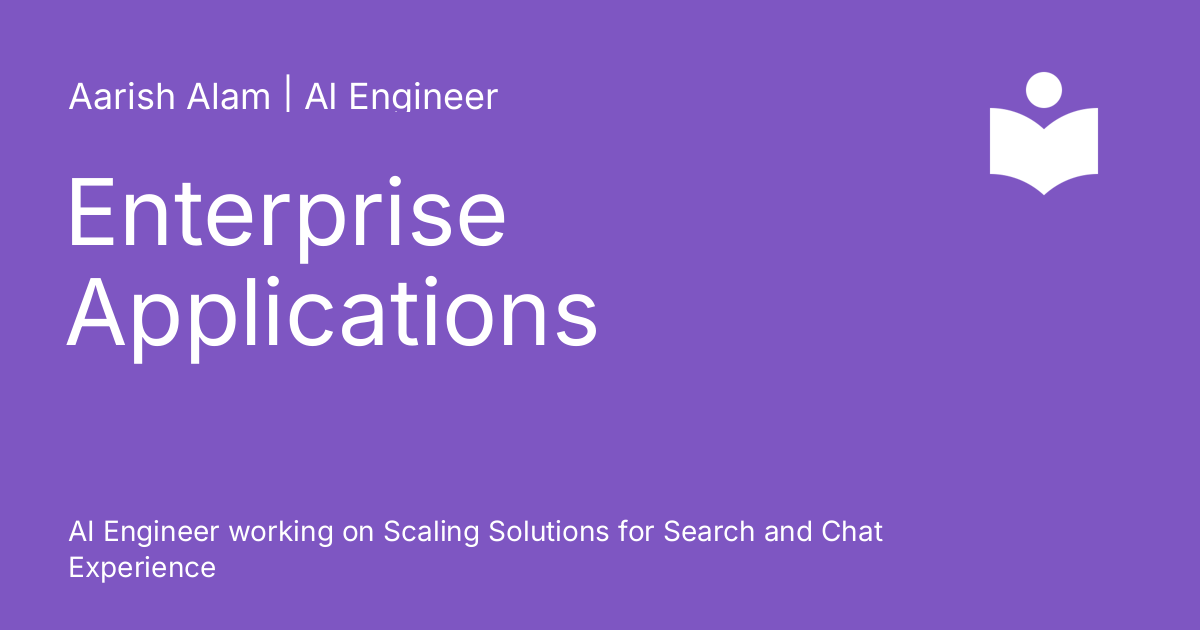 Aarish Alam | AI Engineer
Enterprise
Applications
AI Engineer working on Scaling Solutions for Search and Chat
Experience